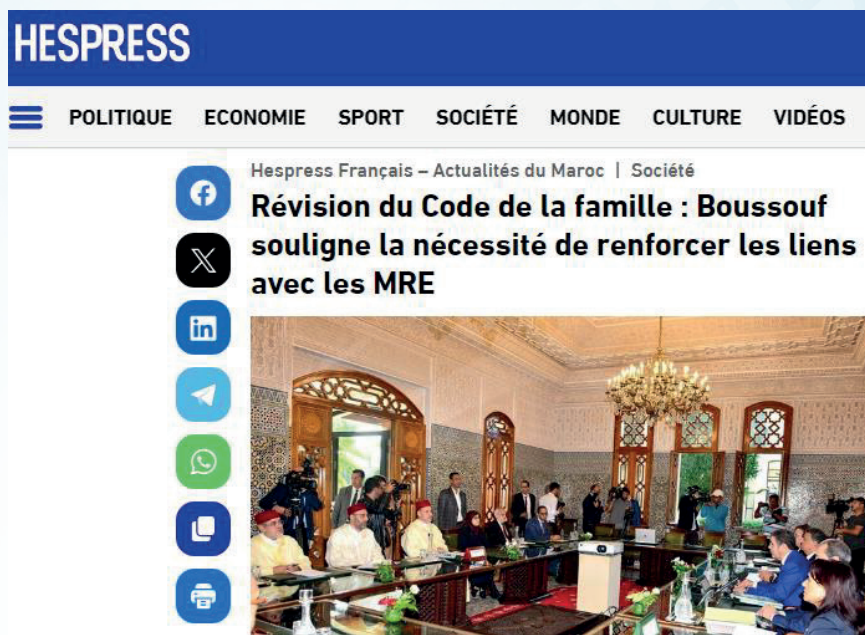 HESPRESS
POLITIQUE ECONOMIE SPORT SOCIÉTÉ MONDE CULTURE VIDÉOS
Hespress Français – Actualités du Maroc | Société
Révision du Code de la famille : Boussouf
souligne la nécessité de renforcer les liens
avec les MRE